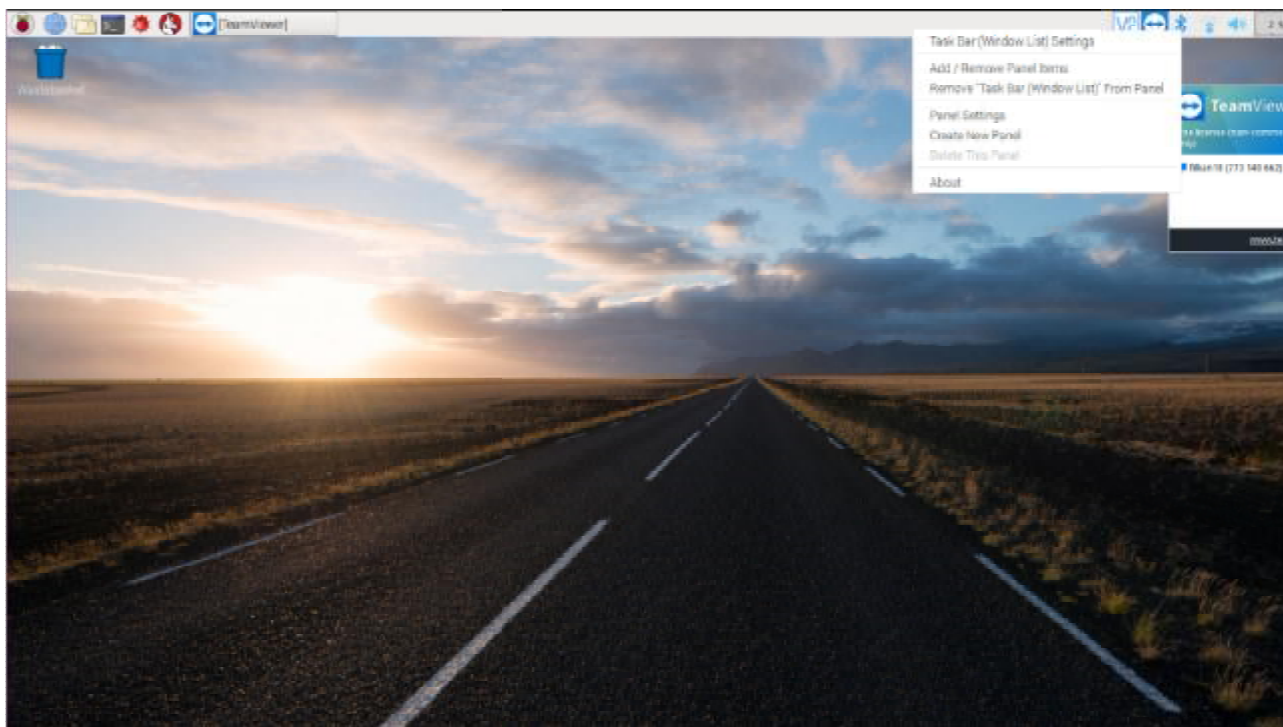 [TeamViewer]
V2
Wastebasket
Task Bar (Window List) Settings
Add / Remove Panel Items
Remove "Task Bar (Window List)" From Panel
Panel Settings
Create New Panel
Delete This Panel
About
TeamView